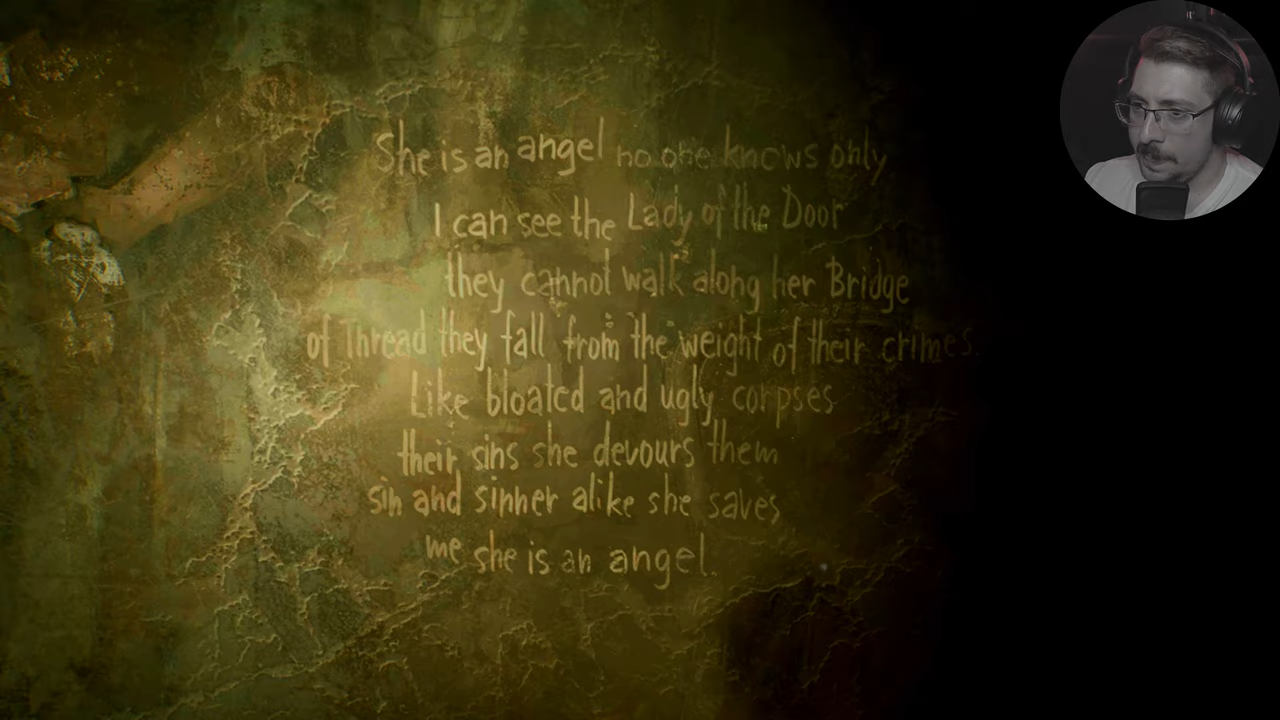 She is an angel no one knows only
I can see the Lady of the Door
they cannot walk along her Bridge
of Thread they fall from the weight of their crimes.
Like bloated and ugly corpses
their sins she devours them
sin and sinner alike she saves
me she is an angel.